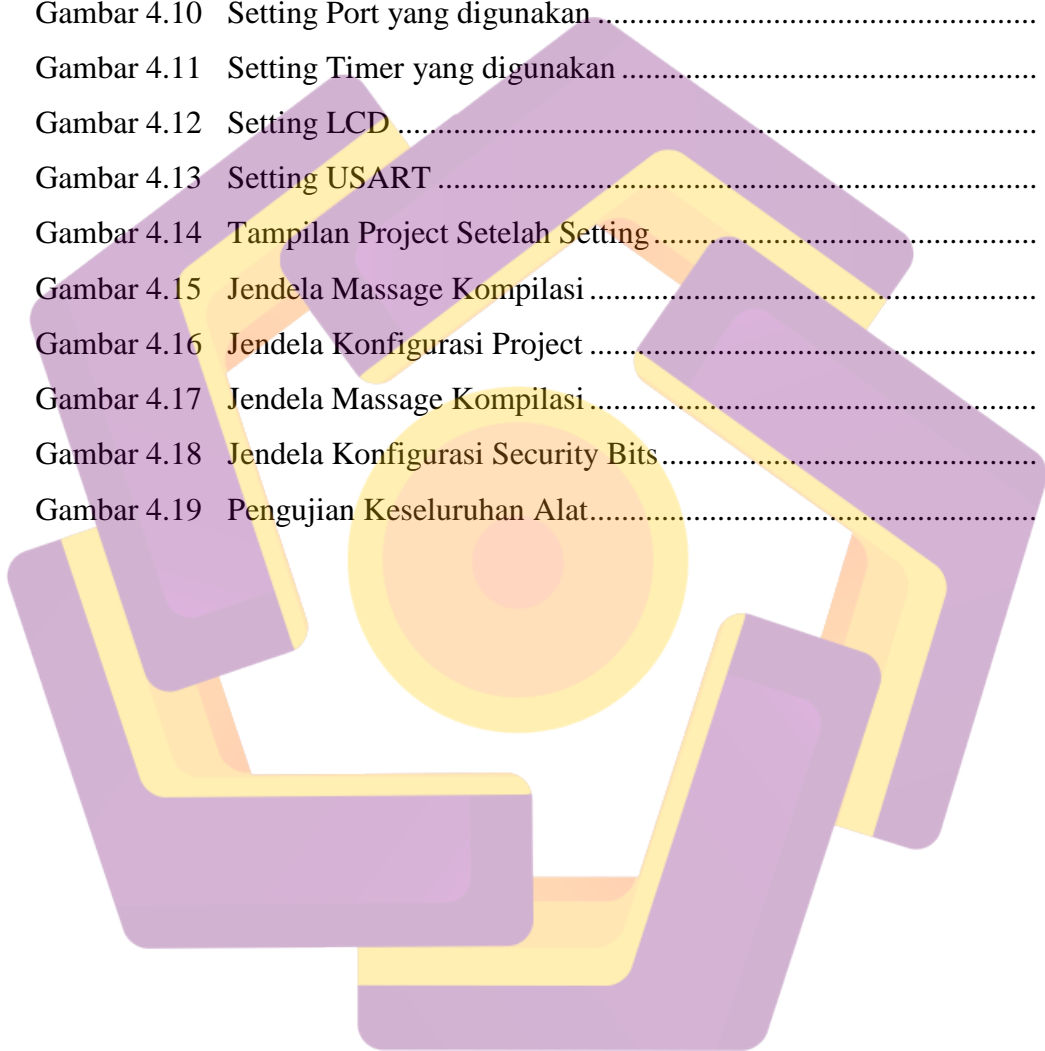 Gambar 4.10 Setting Port yang digunakan ........................................................
Gambar 4.11 Setting Timer yang digunakan .....................................................
Gambar 4.12 Setting LCD ..................................................................................
Gambar 4.13 Setting USART .............................................................................
Gambar 4.14 Tampilan Project Setelah Setting .................................................
Gambar 4.15 Jendela Massage Kompilasi .........................................................
Gambar 4.16 Jendela Konfigurasi Project .........................................................
Gambar 4.17 Jendela Massage Kompilasi .........................................................
Gambar 4.18 Jendela Konfigurasi Security Bits ................................................
Gambar 4.19 Pengujian Keseluruhan Alat .........................................................